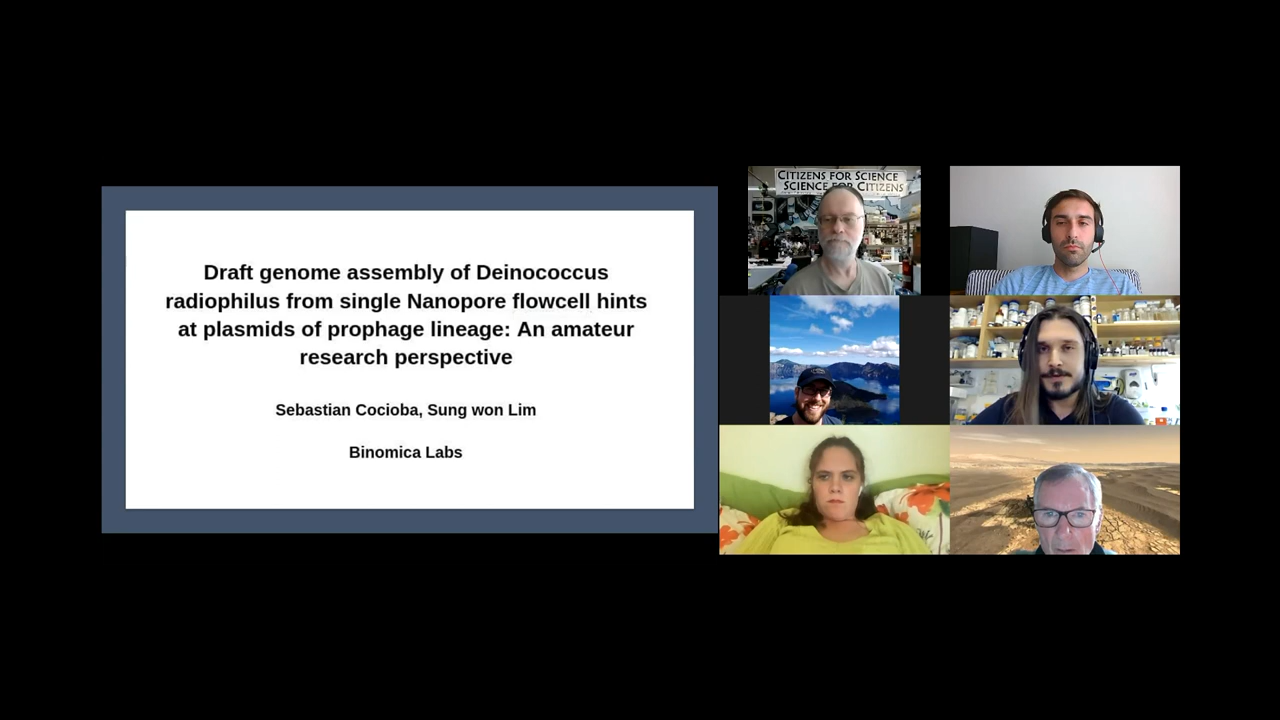 Draft genome assembly of Deinococcus
radiophilus from single Nanopore flowcell hints
at plasmids of prophage lineage: An amateur
research perspective
Sebastian Cocioba, Sung won Lim
Binomica Labs
CITIZENS FOR SCIENCE
SCIENCE FOR CITIZENS